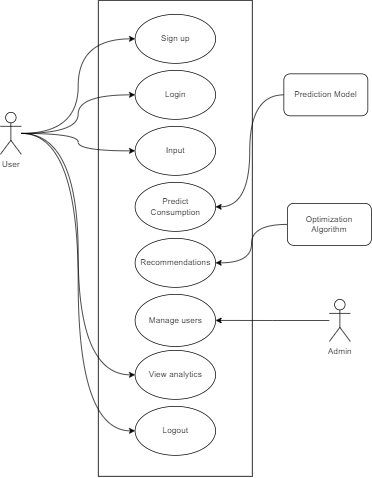 Sign up
Login
Prediction Model
Input
User
Predict
Consumption
Optimization
Algorithm
Recommendations
Manage users
Admin
View analytics
Logout